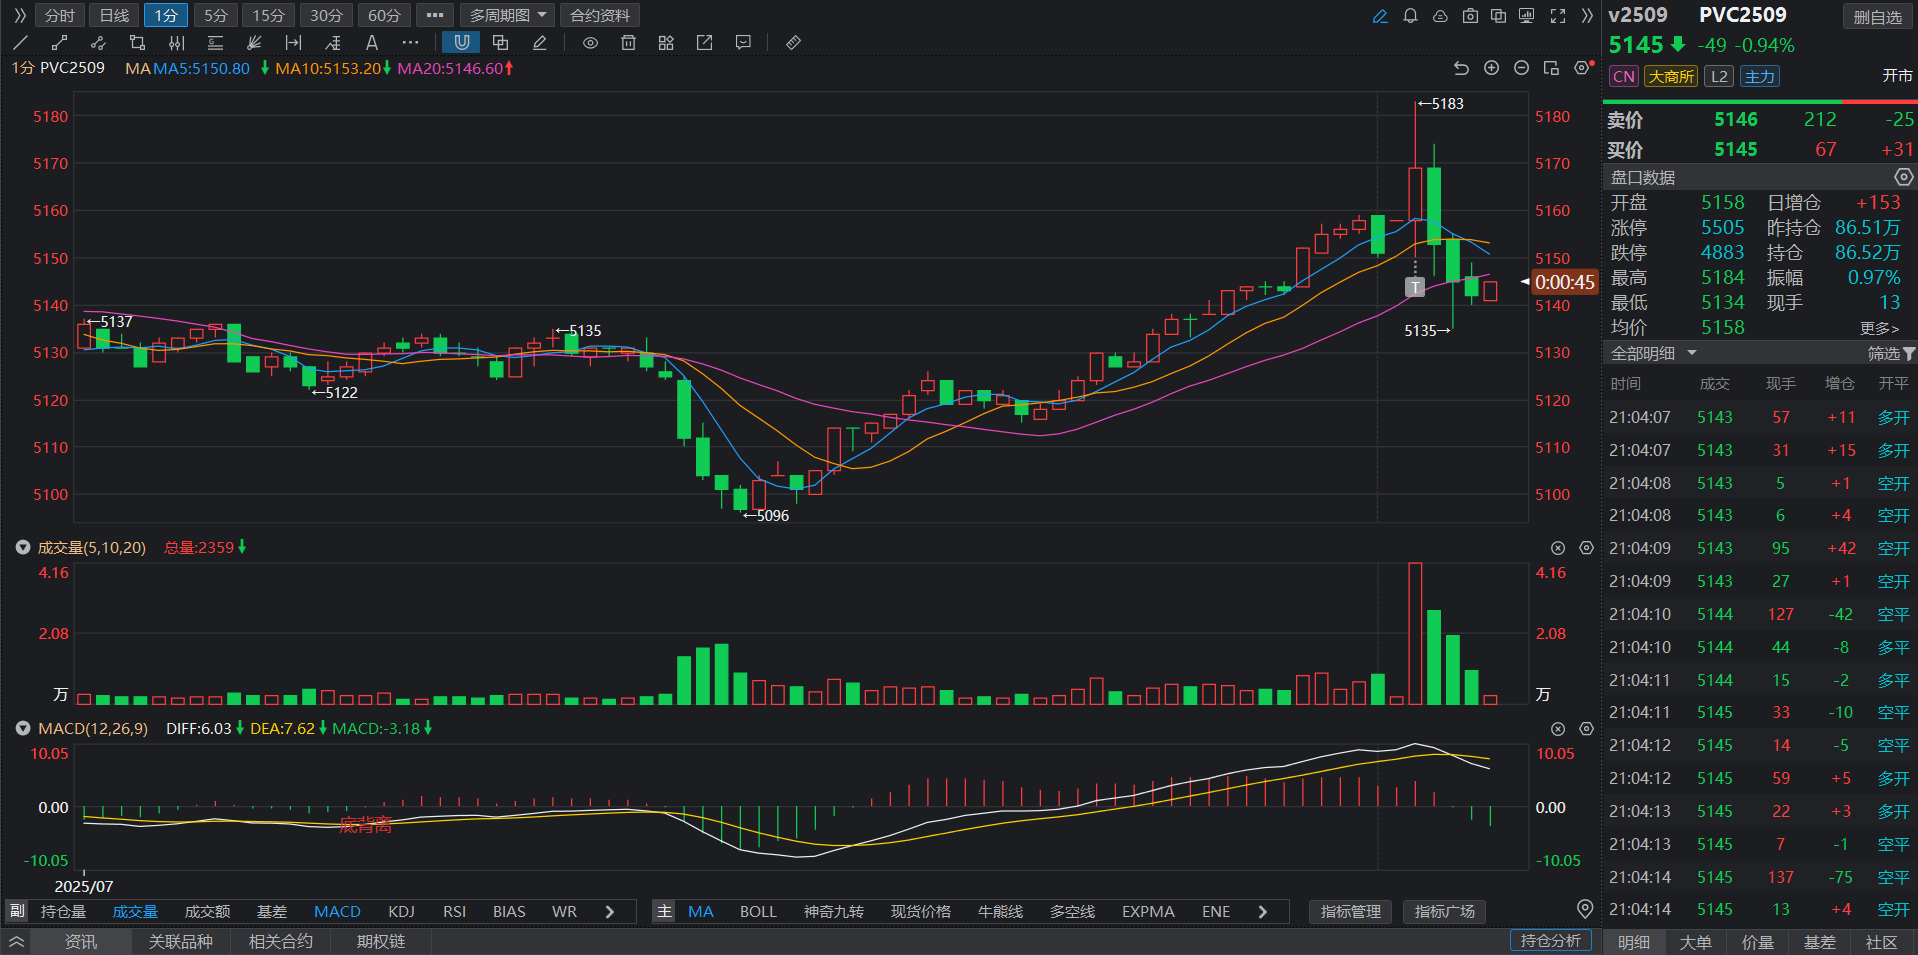 分时 日线 1分 5分 15分 30分 60分 ••• 多周期图 合约资料
A
1分 PVC2509 MA MA5:5150.80 MA10:5153.20 MA20:5146.60
5183
5180 5180
5170 5170
5160 5160
5150 5150
T
0:00:45
5140 5140
5137 5135 5135
5130 5130
5122
5120 5120
5110 5110
5100 5100
5096
成交量(5,10,20) 总量:2359
4.16 4.16
2.08 2.08
万 万
MACD(12,26,9) DIFF:6.03 DEA:7.62 MACD:-3.18
10.05 10.05
0.00 0.00
底背离
-10.05 -10.05
2025/07
副 持仓量 成交量 成交额 基差 MACD KDJ RSI BIAS WR 主 MA BOLL 神奇九转 现货价格 牛熊线 多空线 EXPMA ENE 指标管理 指标广场
资讯 关联品种 相关合约 期权链 持仓分析
v2509 PVC2509 删自选
5145 -49 -0.94%
CN 大商所 L2 主力 开市
卖价 5146 212 -25
买价 5145 67 +31
盘口数据
开盘 5158 日增仓 +153
涨停 5505 昨持仓 86.51万
跌停 4883 持仓 86.52万
最高 5184 振幅 0.97%
最低 5134 现手 13
均价 5158 更多>
全部明细 筛选
时间 成交 现手 增仓 开平
21:04:07 5143 57 +11 多开
21:04:07 5143 31 +15 多开
21:04:08 5143 5 +1 空开
21:04:08 5143 6 +4 空开
21:04:09 5143 95 +42 空开
21:04:09 5143 27 +1 空开
21:04:10 5144 127 -42 空平
21:04:10 5144 44 -8 多平
21:04:11 5144 15 -2 多平
21:04:11 5145 33 -10 空平
21:04:12 5145 14 -5 空平
21:04:12 5145 59 +5 多开
21:04:13 5145 22 +3 多开
21:04:13 5145 7 -1 空平
21:04:14 5145 137 -75 空平
21:04:14 5145 13 +4 空开
明细 大单 价量 基差 社区